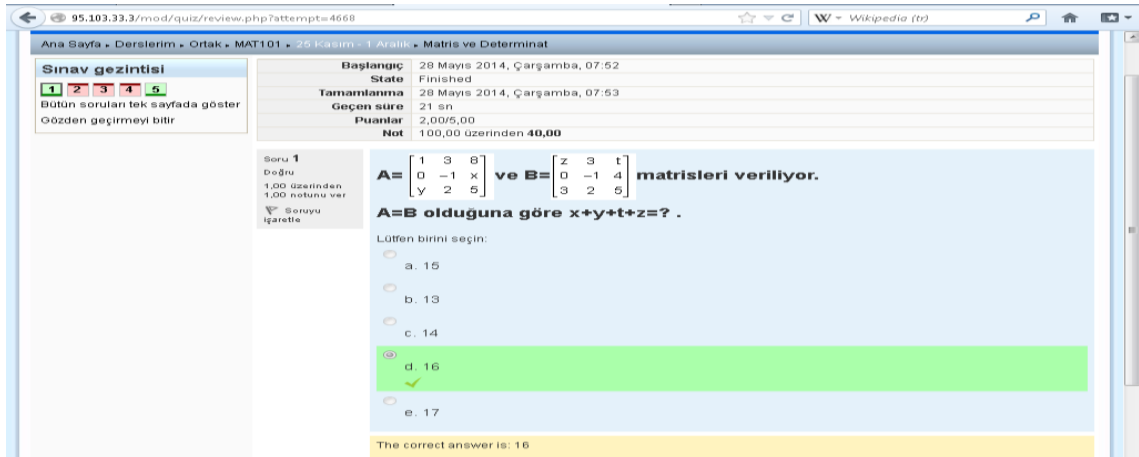 95.103.33.3/mod/quiz/review.php?attempt=4668
W - Wikipedia (tr)
Ana Sayfa ▸ Derslerim ▸ Ortak ▸ MAT101 ▸ 25 Kasım - 1 Aralık ▸ Matris ve Determinat
Sınav gezintisi
1 2 3 4 5
Bütün soruları tek sayfada göster
Gözden geçirmeyi bitir
Başlangıç 28 Mayıs 2014, Çarşamba, 07:52
State Finished
Tamamlanma 28 Mayıs 2014, Çarşamba, 07:53
Geçen süre 21 sn
Puanlar 2,00/5,00
Not 100,00 üzerinden 40,00
Soru 1
Doğru
1,00 üzerinden
1,00 notunu ver
Soruyu
işaretle
1 3 8 z 3 t
A= 0 -1 x ve B= 0 -1 4 matrisleri veriliyor.
y 2 5 3 2 5
A=B olduğuna göre x+y+t+z=? .
Lütfen birini seçin:
a. 15
b. 13
c. 14
d. 16
e. 17
The correct answer is: 16